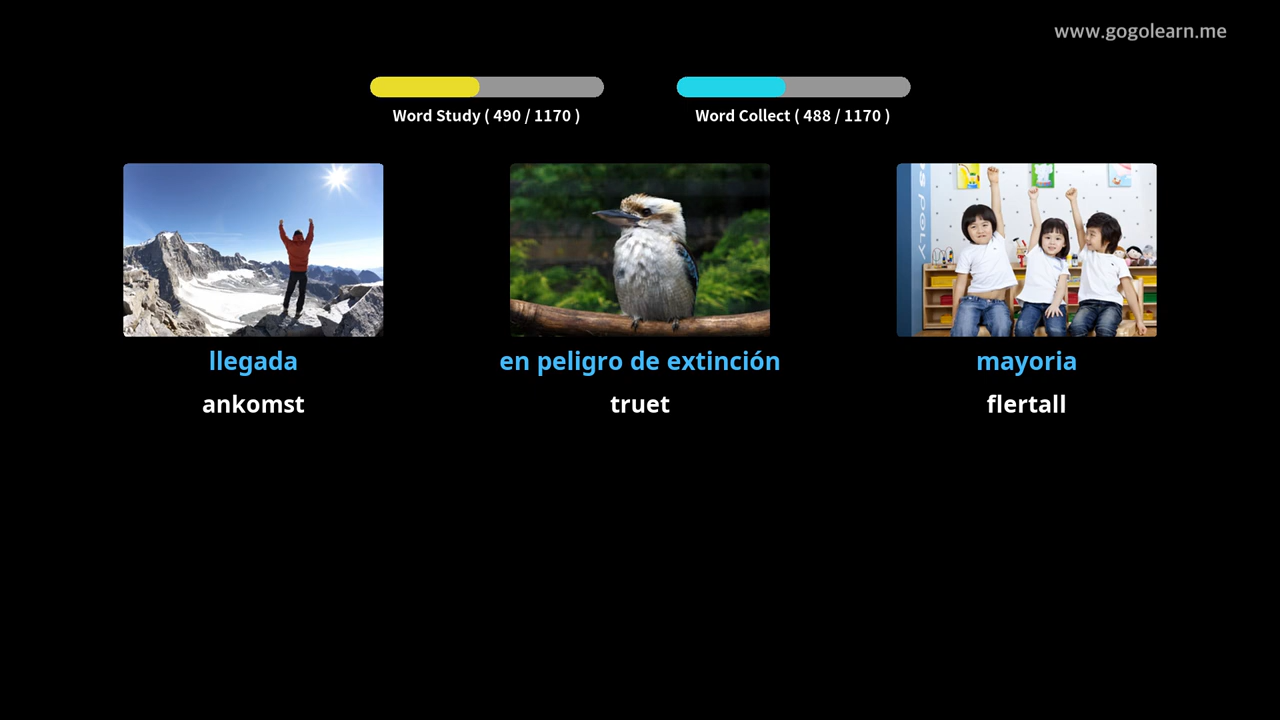 www.gogolearn.me
Word Study ( 490 / 1170 )
Word Collect ( 488 / 1170 )
llegada
en peligro de extinción
mayoria
ankomst
truet
flertall